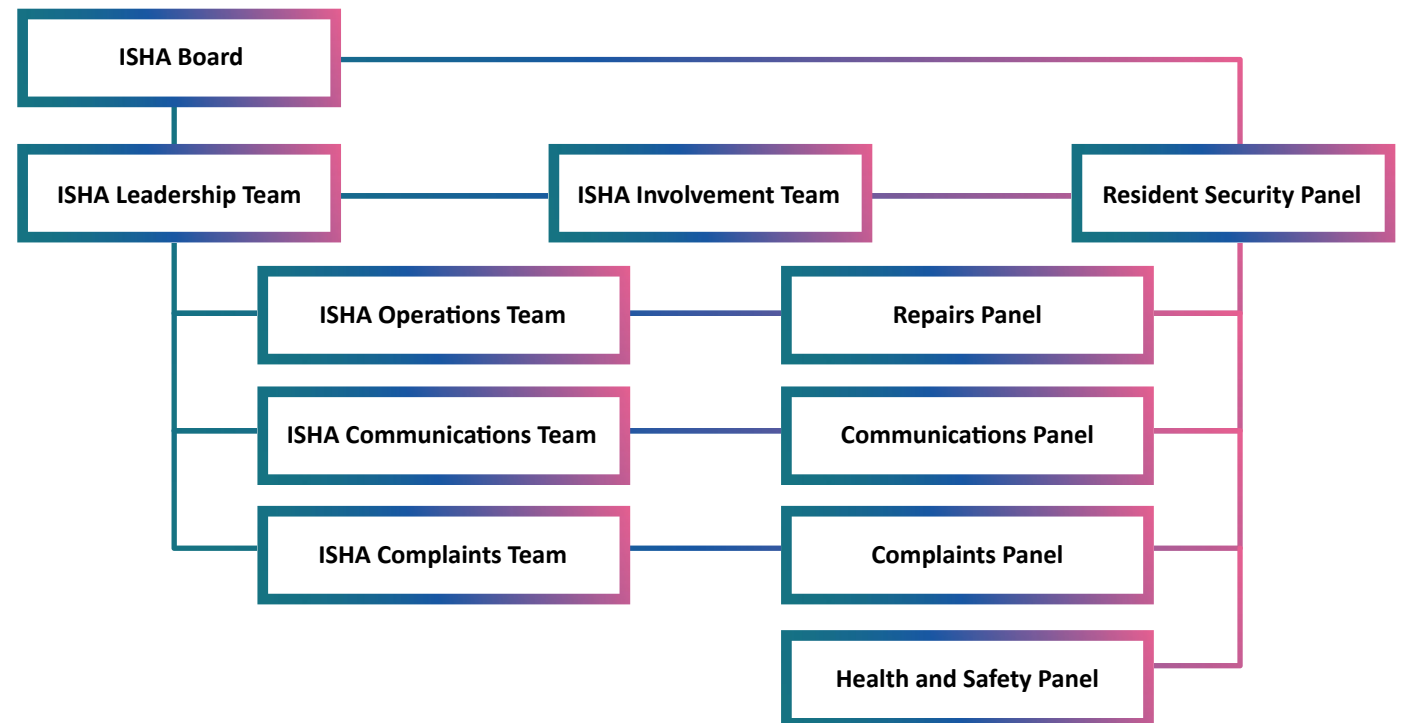 ISHA Board
ISHA Leadership Team
ISHA Involvement Team
Resident Security Panel
ISHA Operations Team
Repairs Panel
ISHA Communications Team
Communications Panel
ISHA Complaints Team
Complaints Panel
Health and Safety Panel